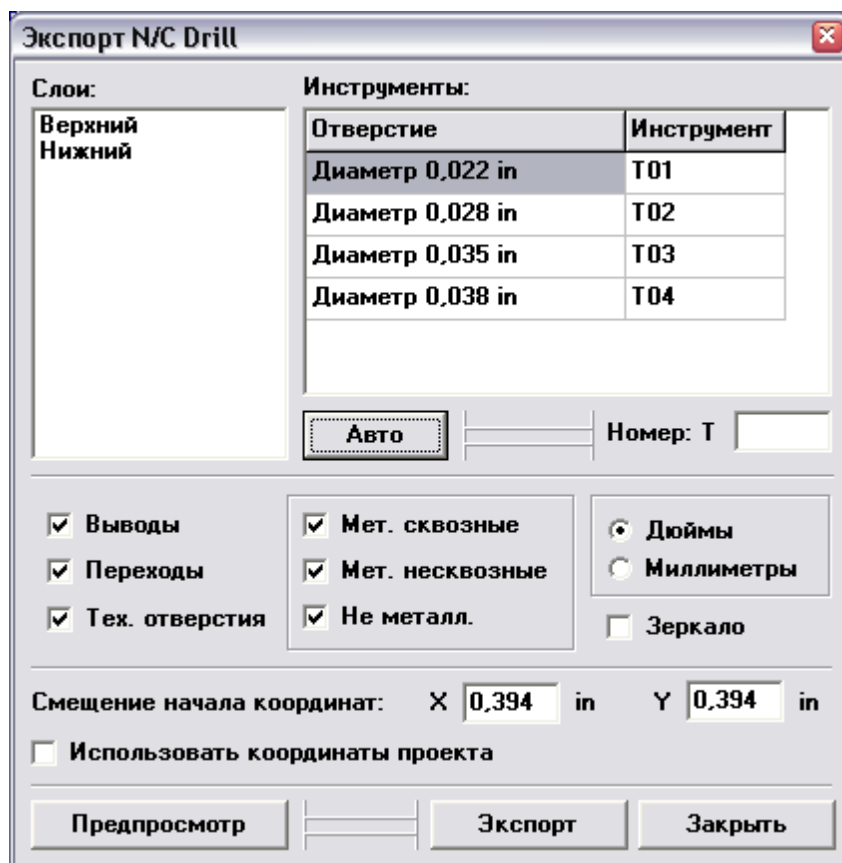 Экспорт N/C Drill
Слои:
Верхний
Нижний
Инструменты:
Отверстие Инструмент
Диаметр 0,022 in T01
Диаметр 0,028 in T02
Диаметр 0,035 in T03
Диаметр 0,038 in T04
Авто Номер: T
Выводы Мет. сквозные Дюймы
Переходы Мет. несквозные Миллиметры
Тех. отверстия Не металл. Зеркало
Смещение начала координат: X 0,394 in Y 0,394 in
Использовать координаты проекта
Предпросмотр Экспорт Закрыть